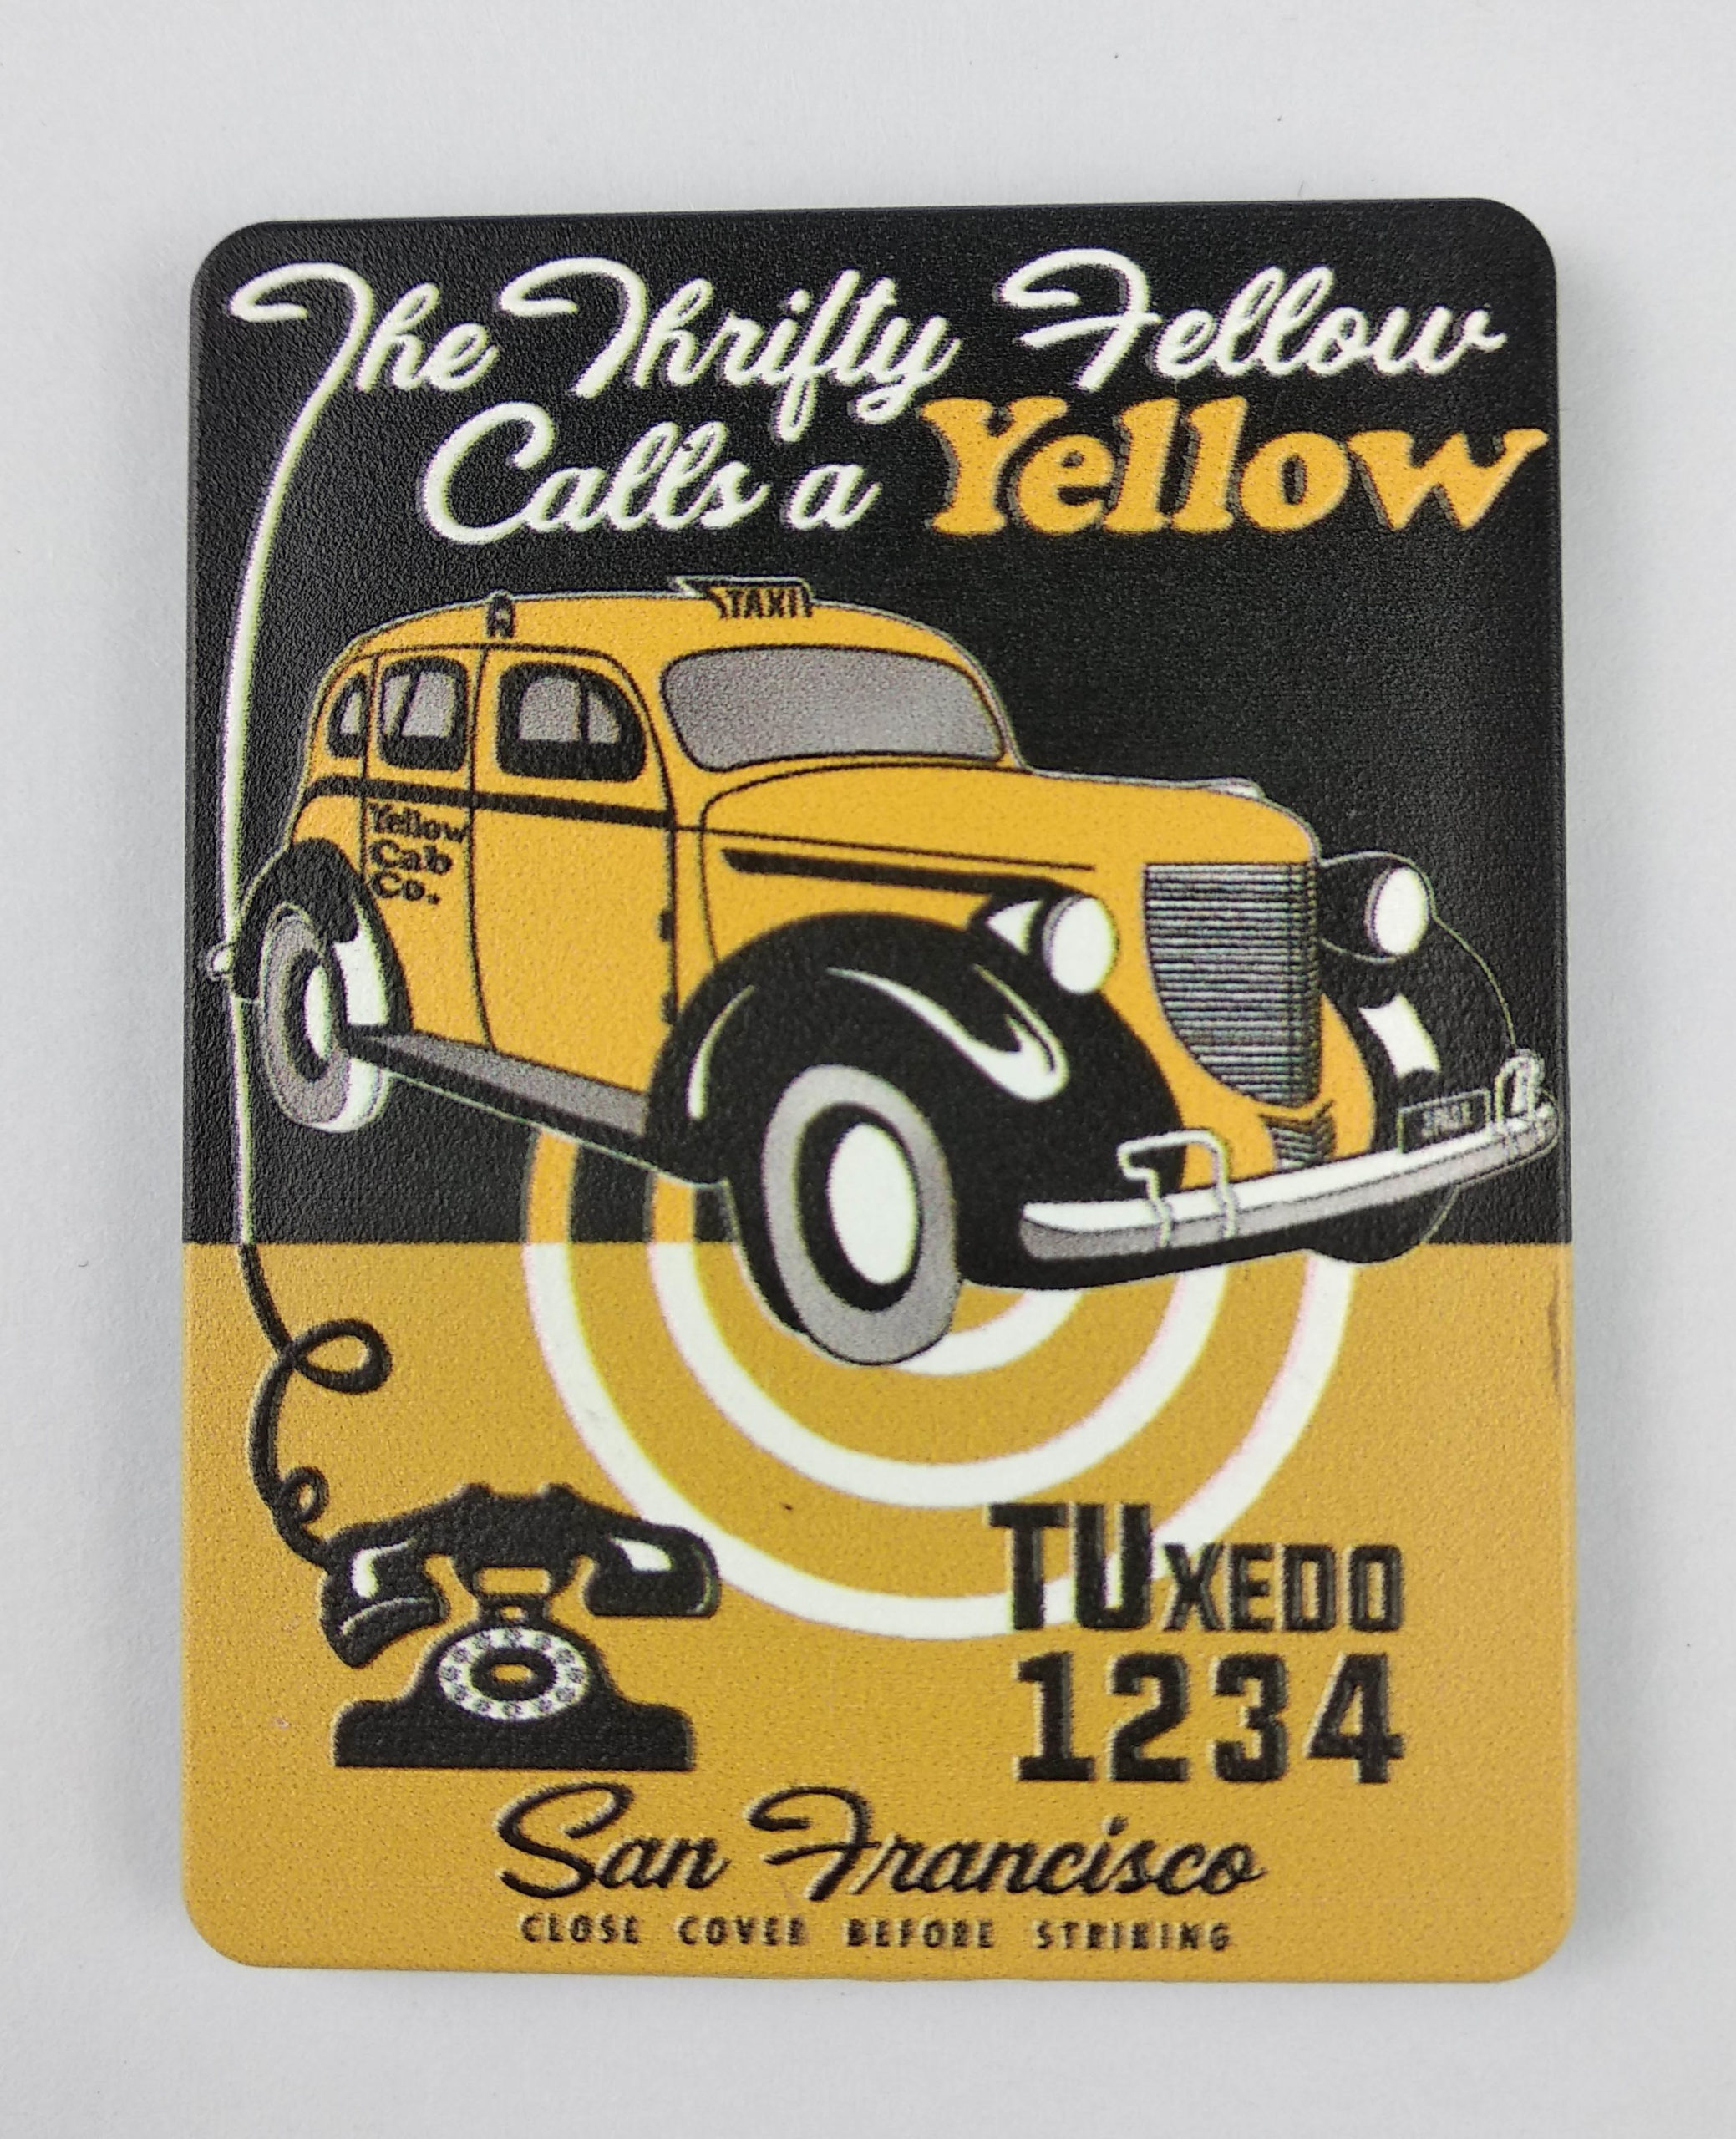 The Thrifty Fellow
Calls a Yellow
TAXI
Yellow
Cab
Co.
TUXEDO
1234
San Francisco
CLOSE COVER BEFORE STRIKING